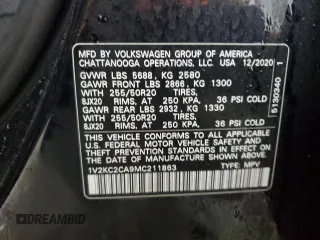 MFD BY VOLKSWAGEN GROUP OF AMERICA
CHATTANOOGA OPERATIONS, LLC. USA 12/2020
GVWR LBS 5688, KG 2580
GAWR FRONT LBS 2866, KG 1300
WITH 255/50R20 TIRES,
8JX20 RIMS, AT 250 KPA, 36 PSI COLD
GAWR REAR LBS 2932, KG 1330
WITH 255/50R20 TIRES,
8JX20 RIMS, AT 250 KPA, 36 PSI COLD
THIS VEHICLE CONFORMS TO ALL APPLICABLE
FEDERAL MOTOR VEHICLE SAFETY AND
THEFT PREVENTION STANDARDS IN EFFECT
ON THE DATE OF MANUFACTURE SHOWN
ABOVE.
1V2KC2CA9MC211863 TYPE: MPV
5130340 1
DREAMBID